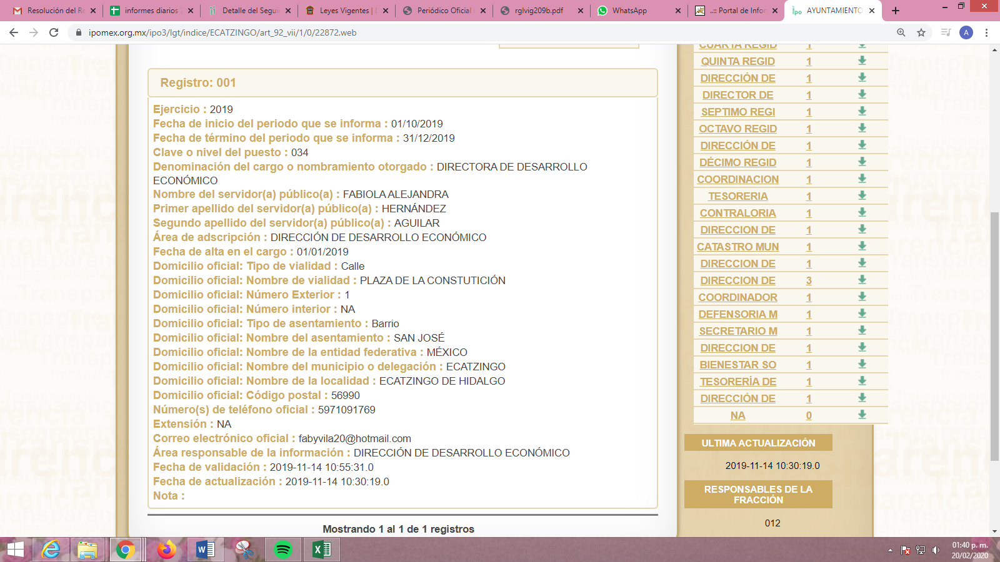 Resolución del Re
informes diarios 2
Detalle del Segui
Leyes Vigentes | D
Periódico Oficial
rglvig209b.pdf
WhatsApp
..:: Portal de Infor
AYUNTAMIENTO
ipomex.org.mx/ipo3/lgt/indice/ECATZINGO/art_92_vii/1/0/22872.web
A
Registro: 001
Ejercicio : 2019
Fecha de inicio del periodo que se informa : 01/10/2019
Fecha de término del periodo que se informa : 31/12/2019
Clave o nivel del puesto : 034
Denominación del cargo o nombramiento otorgado : DIRECTORA DE DESARROLLO
ECONÓMICO
Nombre del servidor(a) público(a) : FABIOLA ALEJANDRA
Primer apellido del servidor(a) público(a) : HERNÁNDEZ
Segundo apellido del servidor(a) público(a) : AGUILAR
Área de adscripción : DIRECCIÓN DE DESARROLLO ECONÓMICO
Fecha de alta en el cargo : 01/01/2019
Domicilio oficial: Tipo de vialidad : Calle
Domicilio oficial: Nombre de vialidad : PLAZA DE LA CONSTUTICIÓN
Domicilio oficial: Número Exterior : 1
Domicilio oficial: Número interior : NA
Domicilio oficial: Tipo de asentamiento : Barrio
Domicilio oficial: Nombre del asentamiento : SAN JOSÉ
Domicilio oficial: Nombre de la entidad federativa : MÉXICO
Domicilio oficial: Nombre del municipio o delegación : ECATZINGO
Domicilio oficial: Nombre de la localidad : ECATZINGO DE HIDALGO
Domicilio oficial: Código postal : 56990
Número(s) de teléfono oficial : 5971091769
Extensión : NA
Correo electrónico oficial : fabyvila20@hotmail.com
Área responsable de la información : DIRECCIÓN DE DESARROLLO ECONÓMICO
Fecha de validación : 2019-11-14 10:55:31.0
Fecha de actualización : 2019-11-14 10:30:19.0
Nota :
Mostrando 1 al 1 de 1 registros
CUARTA REGID 1
QUINTA REGID 1
DIRECCIÓN DE 1
DIRECTOR DE 1
SEPTIMO REGI 1
OCTAVO REGID 1
DIRECCIÓN DE 1
DÉCIMO REGID 1
COORDINACION 1
TESORERIA 1
CONTRALORIA 1
DIRECCION DE 1
CATASTRO MUN 1
DIRECCION DE 1
DIRECCION DE 3
COORDINADOR 1
DEFENSORIA M 1
SECRETARIO M 1
DIRECCION DE 1
BIENESTAR SO 1
TESORERÍA DE 1
DIRECCIÓN DE 1
NA 0
ULTIMA ACTUALIZACIÓN
2019-11-14 10:30:19.0
RESPONSABLES DE LA
FRACCIÓN
012
01:40 p. m.
20/02/2020